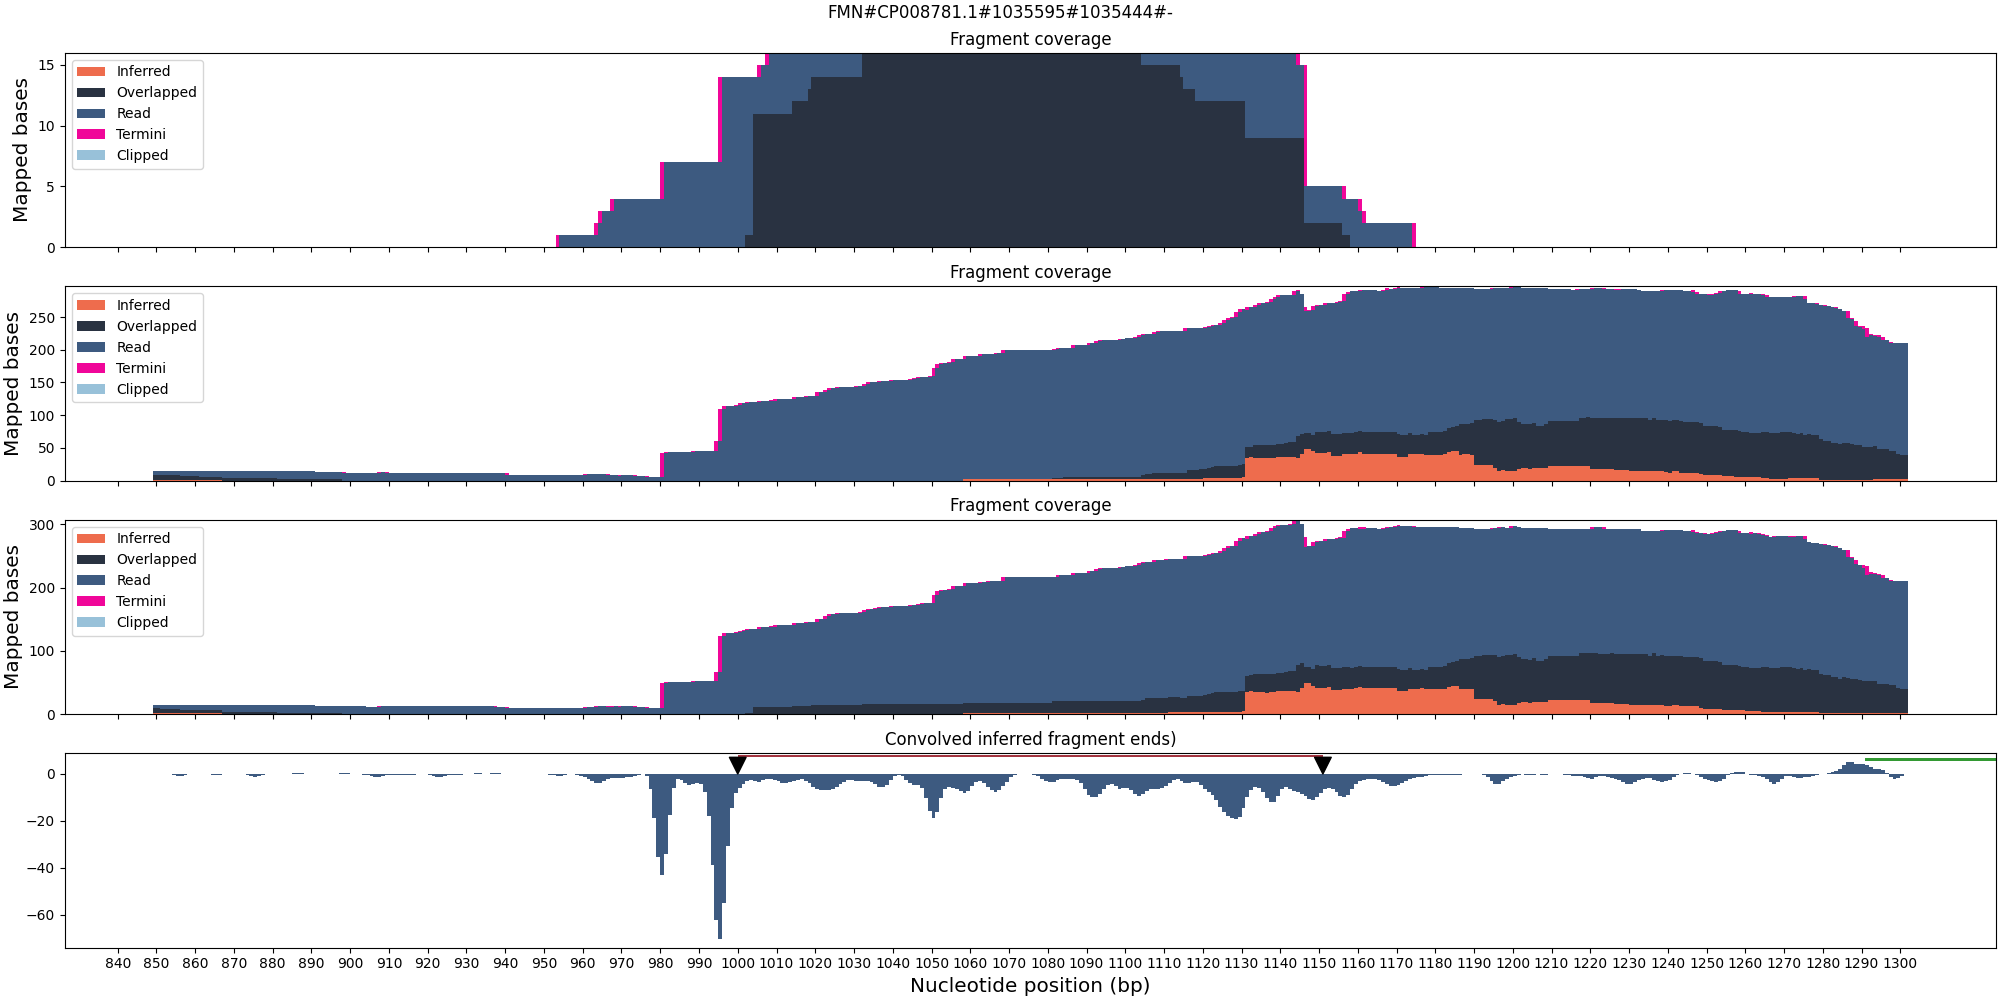 FMN#CP008781.1#1035595#1035444#-
Fragment coverage
Mapped bases
15
10
5
0
Inferred
Overlapped
Read
Termini
Clipped
Fragment coverage
Mapped bases
250
200
150
100
50
0
Inferred
Overlapped
Read
Termini
Clipped
Fragment coverage
Mapped bases
300
200
100
0
Inferred
Overlapped
Read
Termini
Clipped
Convolved inferred fragment ends)
0
−20
−40
−60
840 850 860 870 880 890 900 910 920 930 940 950 960 970 980 990 1000 1010 1020 1030 1040 1050 1060 1070 1080 1090 1100 1110 1120 1130 1140 1150 1160 1170 1180 1190 1200 1210 1220 1230 1240 1250 1260 1270 1280 1290 1300
Nucleotide position (bp)